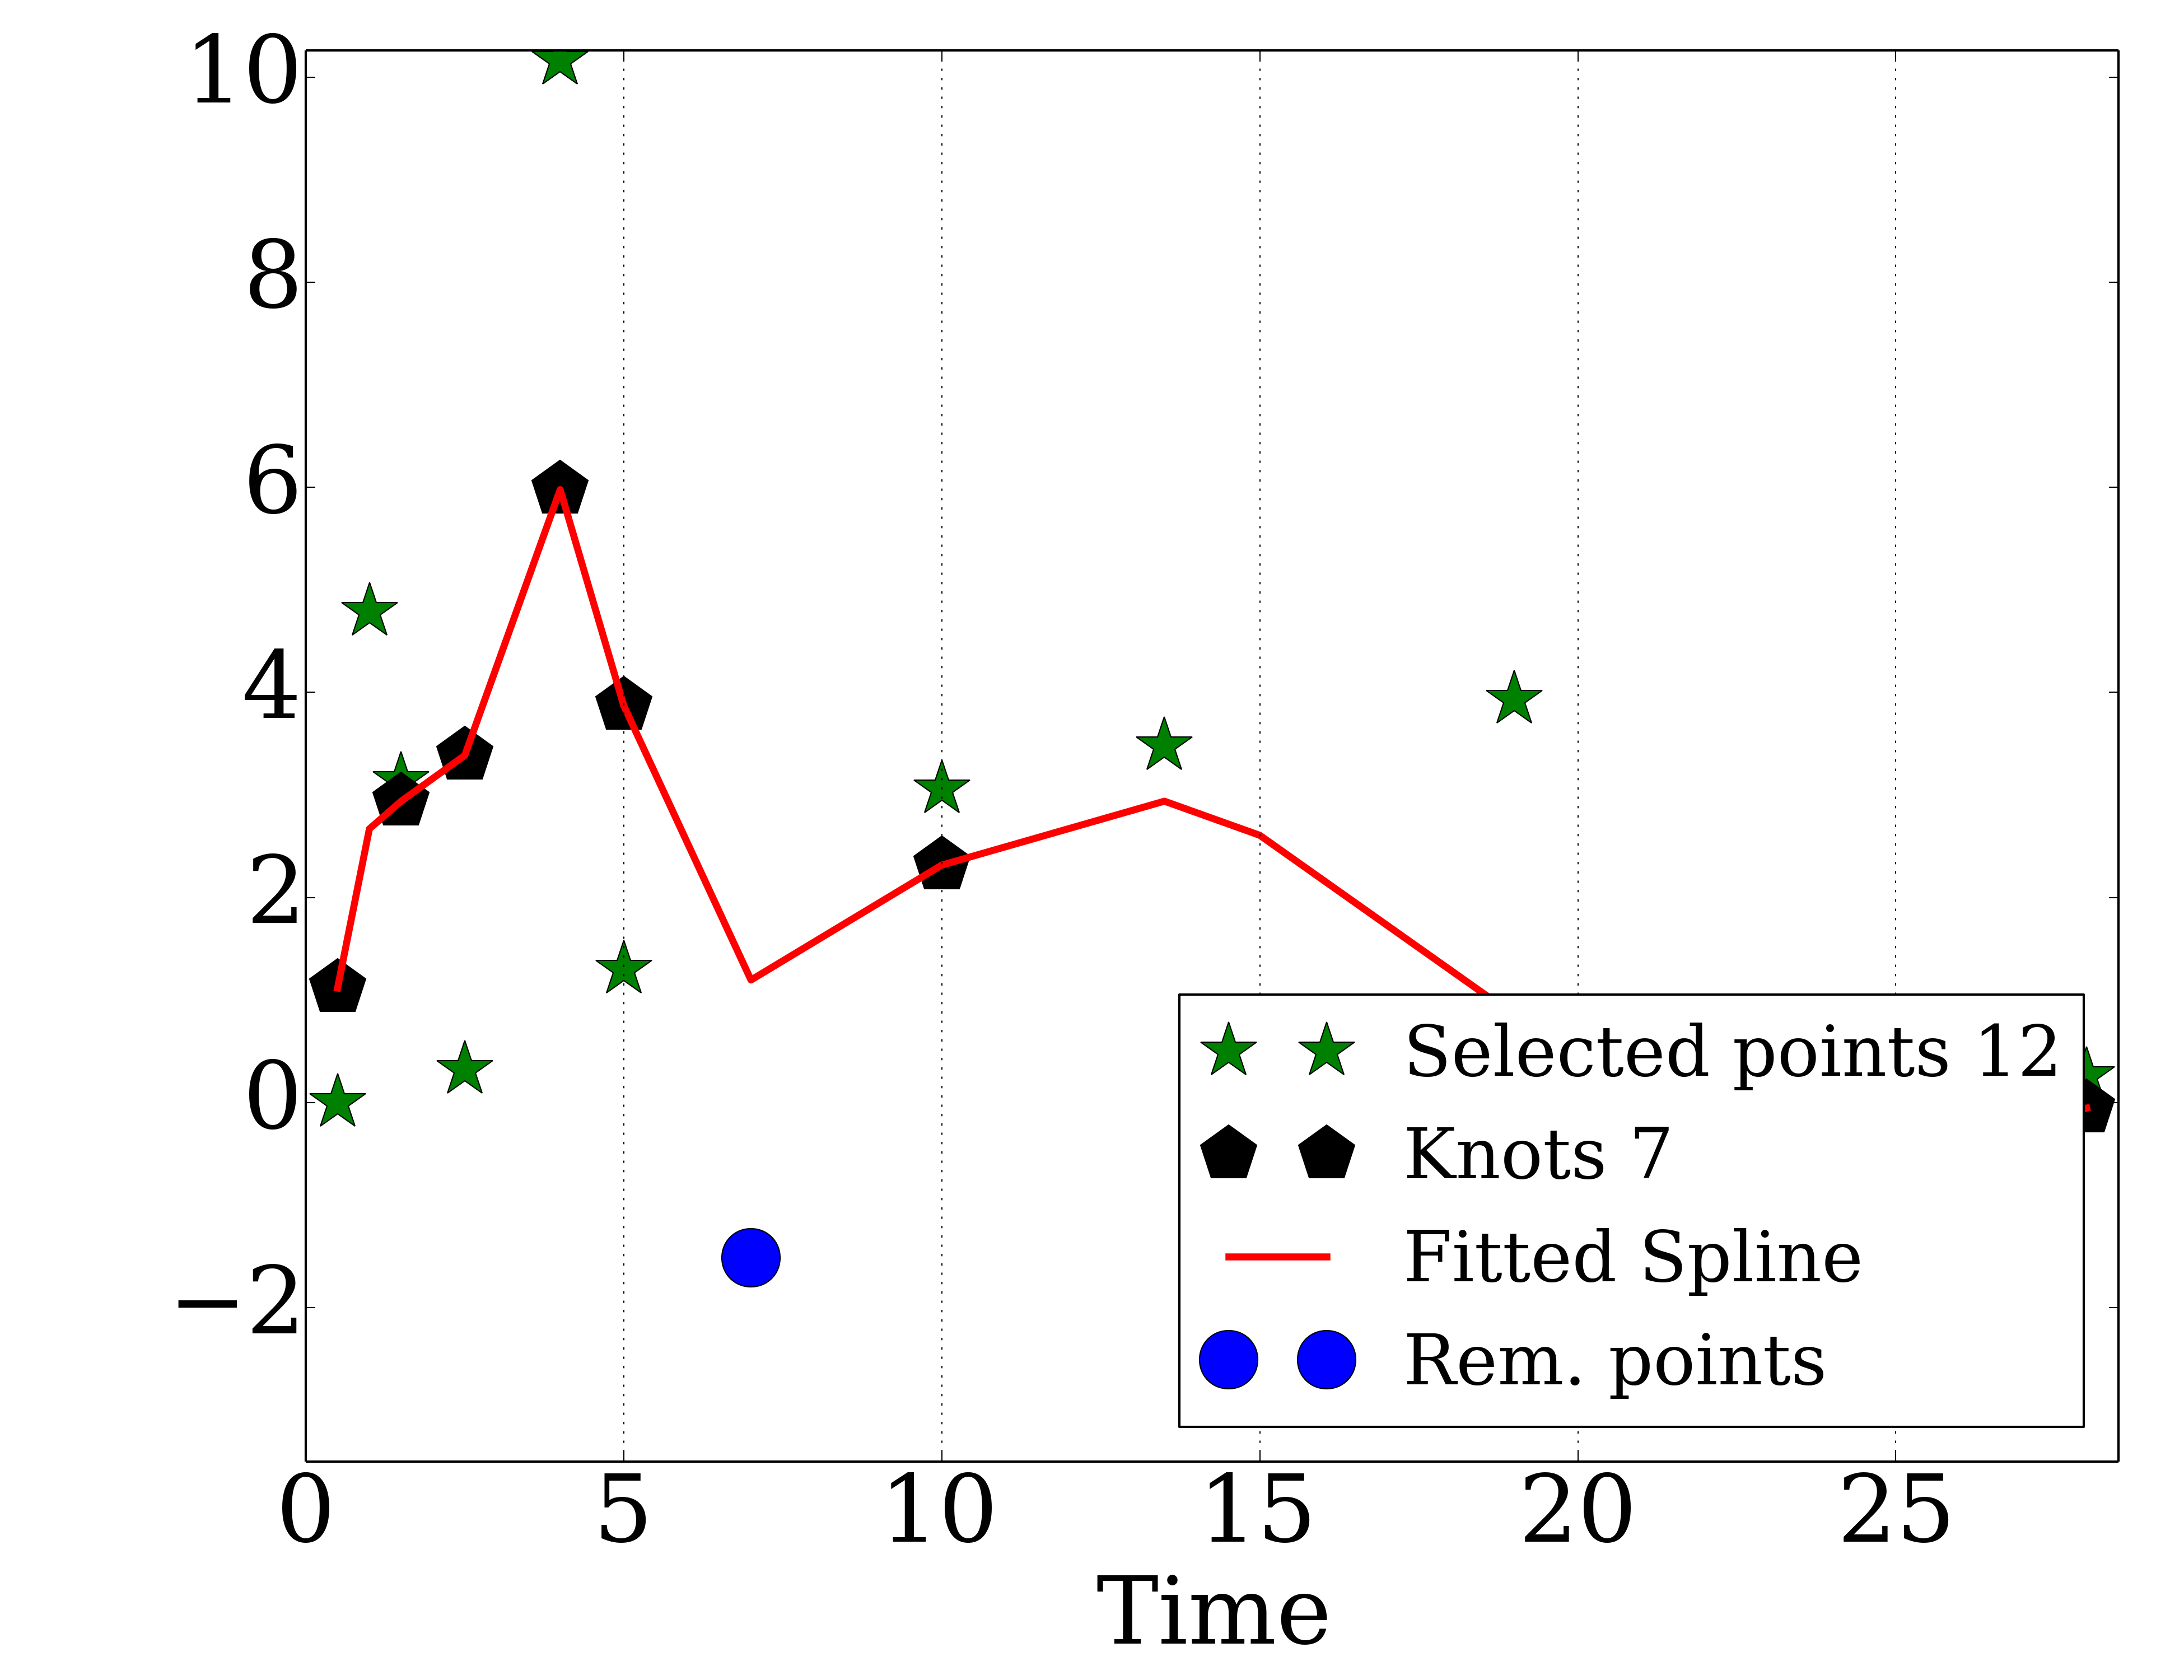 10
8
6
4
2
0
−2
Selected points 12
Knots 7
Fitted Spline
Rem. points
0 5 10 15 20 25
Time